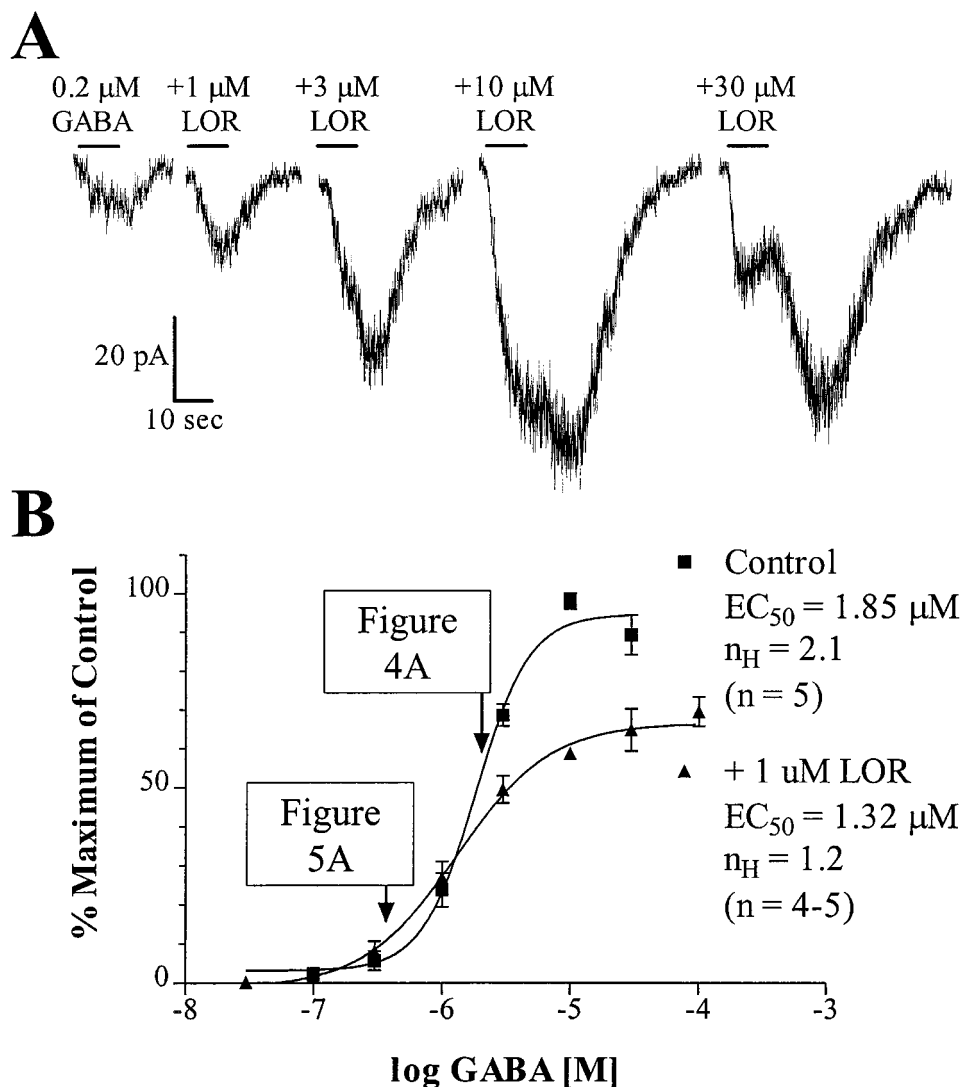 A
0.2 μM
GABA
+1 μM
LOR
+3 μM
LOR
+10 μM
LOR
+30 μM
LOR
20 pA
10 sec
B
% Maximum of Control
100
50
0
Figure
4A
Figure
5A
Control
EC50 = 1.85 μM
nH = 2.1
(n = 5)
+ 1 uM LOR
EC50 = 1.32 μM
nH = 1.2
(n = 4-5)
-8 -7 -6 -5 -4 -3
log GABA [M]